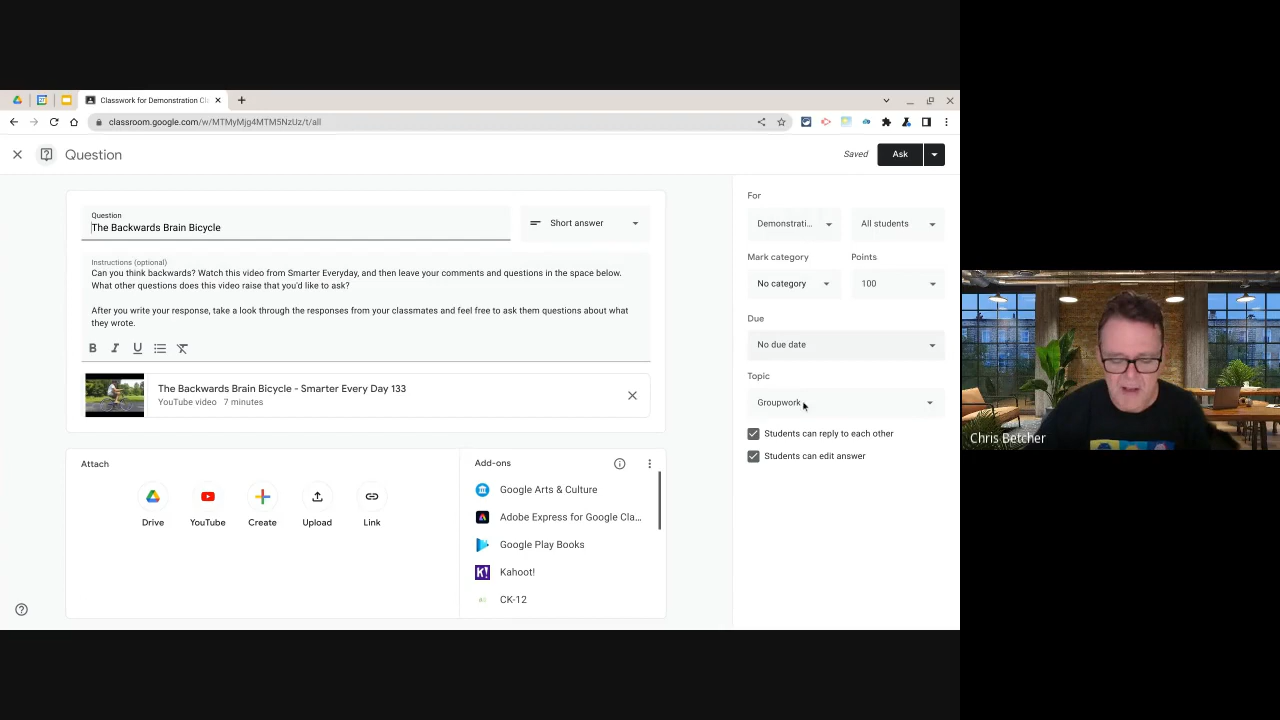 Classwork for Demonstration Cl
classroom.google.com/w/MTMyMjg4MTM5NzUz/t/all
Question
Saved
Ask
Question
The Backwards Brain Bicycle
Short answer
Instructions (optional)
Can you think backwards? Watch this video from Smarter Everyday, and then leave your comments and questions in the space below.
What other questions does this video raise that you'd like to ask?
After you write your response, take a look through the responses from your classmates and feel free to ask them questions about what
they wrote.
B I U
The Backwards Brain Bicycle - Smarter Every Day 133
YouTube video 7 minutes
Attach
Drive
YouTube
Create
Upload
Link
Add-ons
Google Arts & Culture
Adobe Express for Google Cla...
Google Play Books
K! Kahoot!
CK-12
For
Demonstrati...
All students
Mark category
Points
No category
100
Due
No due date
Topic
Groupwork
Students can reply to each other
Students can edit answer
Chris Betcher